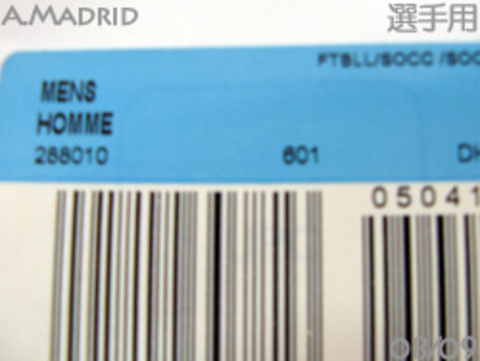 A.MADRID 選手用
FTBLL/SOCC /SOC
MENS
HOMME
288010 601 DH
05041
08/09